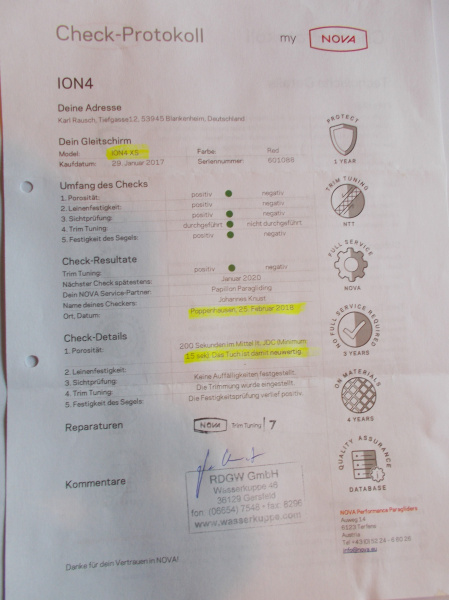 Check-Protokoll
my NOVA
ION4
Deine Adresse
Karl Rausch, Tiefgasse12, 53945 Blankenheim, Deutschland
Dein Gleitschirm
Model: ION4 XS Farbe: Red
Kaufdatum: 29. Januar 2017 Seriennummer: 601086
Umfang des Checks
1. Porosität: positiv negativ
2. Leinenfestigkeit: positiv negativ
3. Sichtprüfung: positiv negativ
4. Trim Tuning: durchgeführt nicht durchgeführt
5. Festigkeit des Segels: positiv negativ
Check-Resultate
Trim Tuning: positiv negativ
Nächster Check spätestens: Januar 2020
Dein NOVA Service-Partner: Papillon Paragliding
Name deines Checkers: Johannes Knust
Ort, Datum: Poppenhausen, 25. Februar 2018
Check-Details
1. Porosität: 200 Sekunden im Mittel lt. JDC (Minimum
15 sek). Das Tuch ist damit neuwertig.
2. Leinenfestigkeit:
3. Sichtprüfung: Keine Auffälligkeiten festgestellt.
4. Trim Tuning: Die Trimmung wurde eingestellt.
5. Festigkeit des Segels: Die Festigkeitsprüfung verlief positiv.
Reparaturen
NOVA Trim Tuning 7
Kommentare
RDGW GmbH
Wasserkuppe 48
36129 Gersfeld
fon: (06654) 7548 - fax: 8296
www.wasserkuppe.com
Danke für dein Vertrauen in NOVA!
PROTECT
1 YEAR
TRIM TUNING
NTT
FULL SERVICE
NOVA
NO FULL SERVICE REQUIRED
3 YEARS
ON MATERIALS
4 YEARS
QUALITY ASSURANCE
DATABASE
NOVA Performance Paragliders
Auweg 14
6123 Terfens
Austria
info@nova.eu